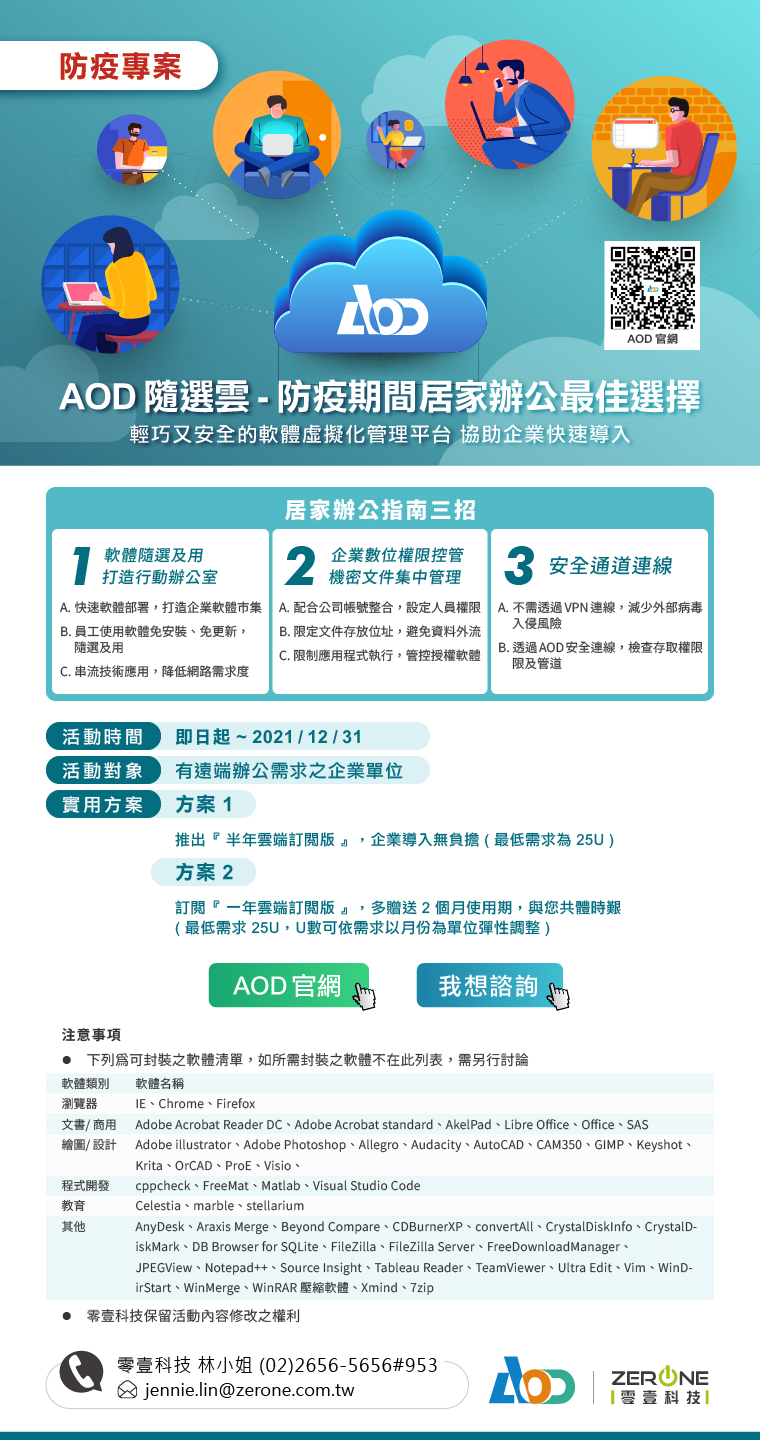 防疫專案
AOD
AOD 官網
AOD 隨選雲 - 防疫期間居家辦公最佳選擇
輕巧又安全的軟體虛擬化管理平台 協助企業快速導入
居家辦公指南三招
1 軟體隨選及用
打造行動辦公室
A. 快速軟體部署，打造企業軟體市集
B. 員工使用軟體免安裝、免更新，
隨選及用
C. 串流技術應用，降低網路需求度
2 企業數位權限控管
機密文件集中管理
A. 配合公司帳號整合，設定人員權限
B. 限定文件存放位址，避免資料外流
C. 限制應用程式執行，管控授權軟體
3 安全通道連線
A. 不需透過 VPN 連線，減少外部病毒
入侵風險
B. 透過 AOD 安全連線，檢查存取權限
限及管道
活動時間 即日起 ~ 2021 / 12 / 31
活動對象 有遠端辦公需求之企業單位
實用方案 方案 1
推出『 半年雲端訂閱版 』，企業導入無負擔 ( 最低需求為 25U )
方案 2
訂閱『 一年雲端訂閱版 』，多贈送 2 個月使用期，與您共體時艱
( 最低需求 25U，U數可依需求以月份為單位彈性調整 )
AOD 官網 我想諮詢
注意事項
● 下列為可封裝之軟體清單，如所需封裝之軟體不在此列表，需另行討論
軟體類別 軟體名稱
瀏覽器 IE、Chrome、Firefox
文書/ 商用 Adobe Acrobat Reader DC、Adobe Acrobat standard、AkelPad、Libre Office、Office、SAS
繪圖/ 設計 Adobe illustrator、Adobe Photoshop、Allegro、Audacity、AutoCAD、CAM350、GIMP、Keyshot、
Krita、OrCAD、ProE、Visio、
程式開發 cppcheck、FreeMat、Matlab、Visual Studio Code
教育 Celestia、marble、stellarium
其他 AnyDesk、Araxis Merge、Beyond Compare、CDBurnerXP、convertAll、CrystalDiskInfo、CrystalD-
iskMark、DB Browser for SQLite、FileZilla、FileZilla Server、FreeDownloadManager、
JPEGView、Notepad++、Source Insight、Tableau Reader、TeamViewer、Ultra Edit、Vim、WinD-
irStart、WinMerge、WinRAR 壓縮軟體、Xmind、7zip
● 零壹科技保留活動內容修改之權利
零壹科技 林小姐 (02)2656-5656#953
jennie.lin@zerone.com.tw
AOD
ZERONE
零壹科技